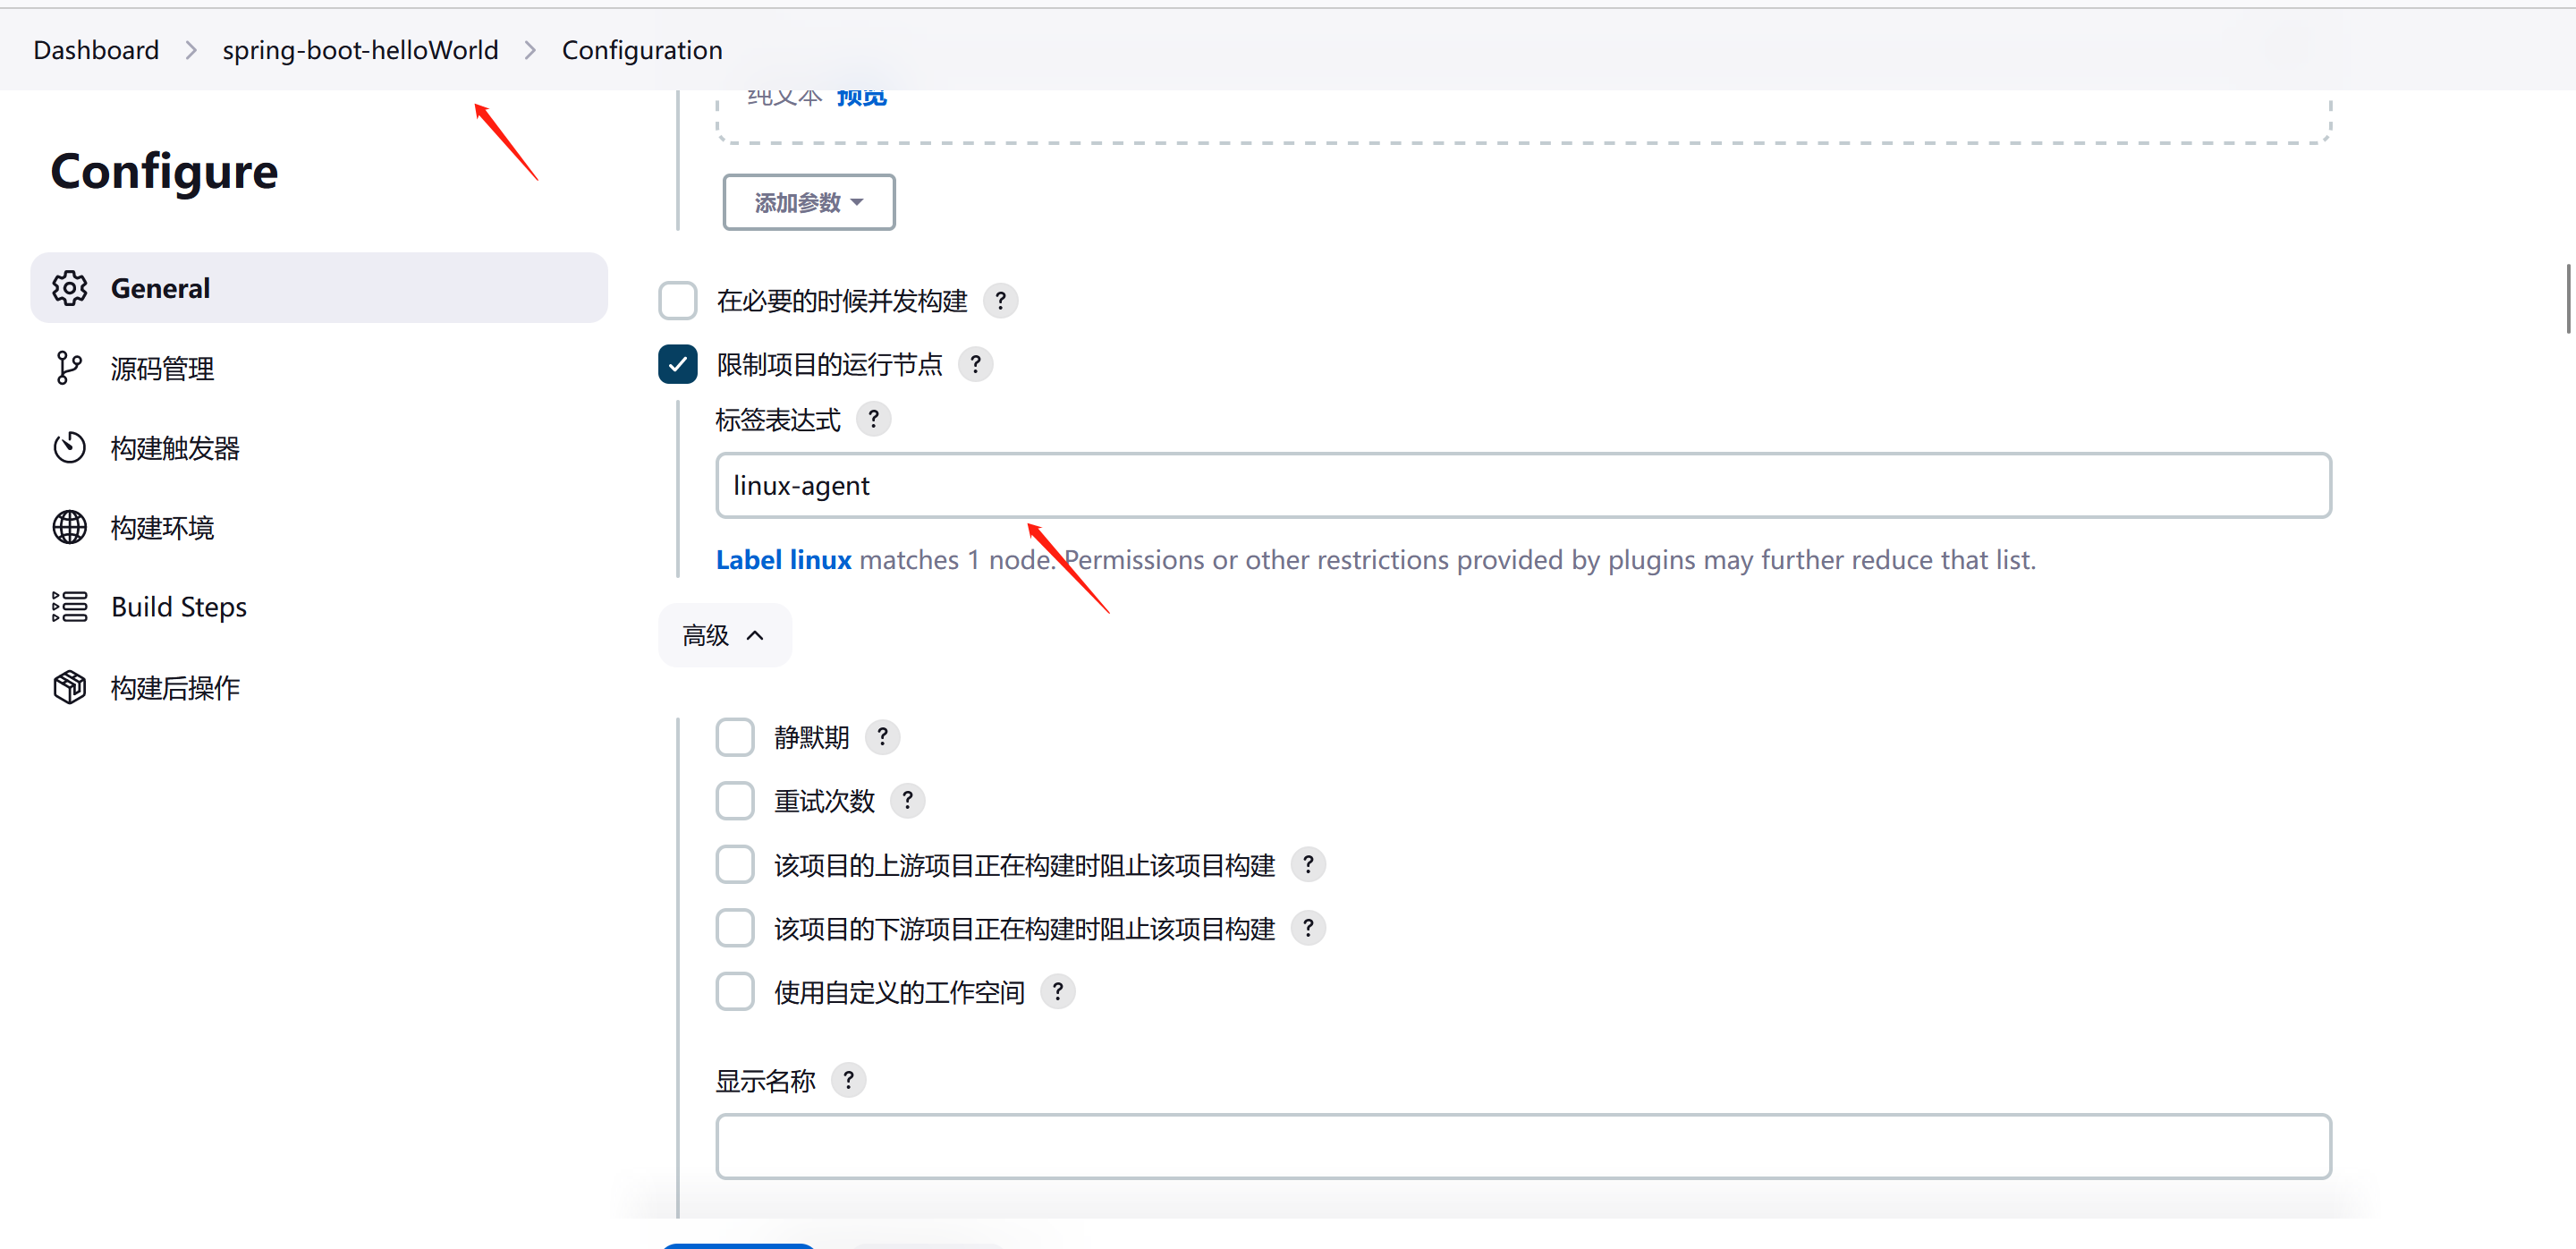 Dashboard > spring-boot-helloWorld > Configuration
纯文本 预览
Configure
添加参数
General
源码管理
构建触发器
构建环境
Build Steps
构建后操作
在必要的时候并发构建 ?
限制项目的运行节点 ?
标签表达式 ?
linux-agent
Label linux matches 1 node. Permissions or other restrictions provided by plugins may further reduce that list.
高级
静默期 ?
重试次数 ?
该项目的上游项目正在构建时阻止该项目构建 ?
该项目的下游项目正在构建时阻止该项目构建 ?
使用自定义的工作空间 ?
显示名称 ?